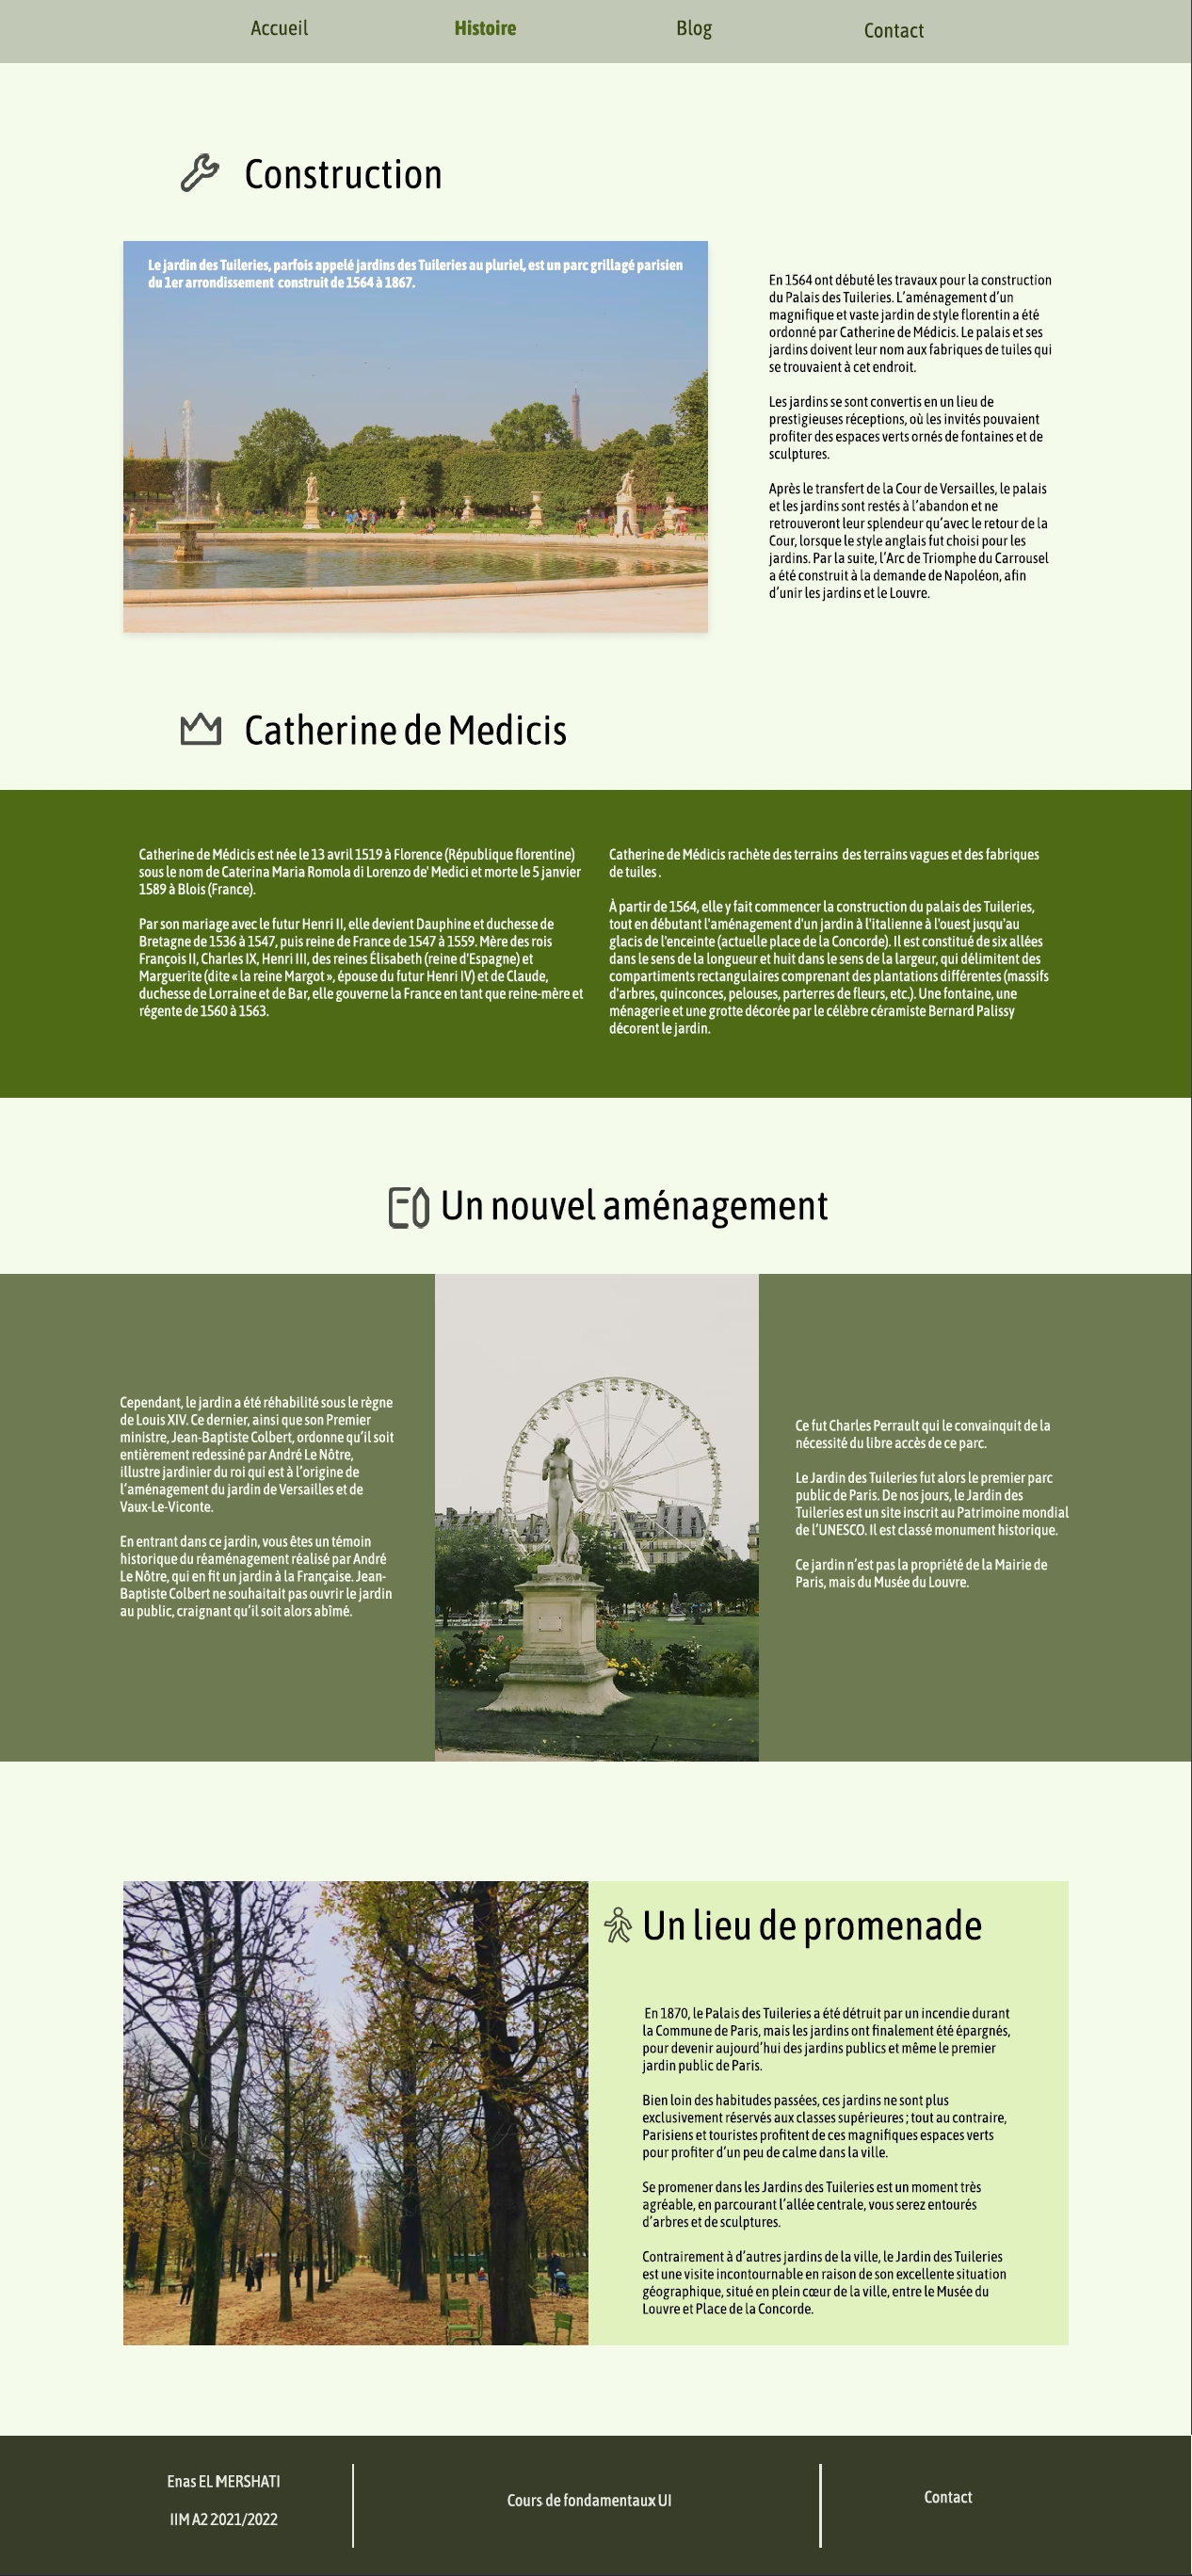 Accueil
Histoire
Blog
Contact
Construction
Le jardin des Tuileries, parfois appelé jardins des Tuileries au pluriel, est un parc grillagé parisien
du 1er arrondissement construit de 1564 à 1867.
En 1564 ont débuté les travaux pour la construction
du Palais des Tuileries. L’aménagement d’un
magnifique et vaste jardin de style florentin a été
ordonné par Catherine de Médicis. Le palais et ses
jardins doivent leur nom aux fabriques de tuiles qui
se trouvaient à cet endroit.
Les jardins se sont convertis en un lieu de
prestigieuses réceptions, où les invités pouvaient
profiter des espaces verts ornés de fontaines et de
sculptures.
Après le transfert de la Cour de Versailles, le palais
et les jardins sont restés à l’abandon et ne
retrouveront leur splendeur qu’avec le retour de la
Cour, lorsque le style anglais fut choisi pour les
jardins. Par la suite, l’Arc de Triomphe du Carrousel
a été construit à la demande de Napoléon, afin
d’unir les jardins et le Louvre.
Catherine de Medicis
Catherine de Médicis est née le 13 avril 1519 à Florence (République florentine)
sous le nom de Caterina Maria Romola di Lorenzo de' Medici et morte le 5 janvier
1589 à Blois (France).
Par son mariage avec le futur Henri II, elle devient Dauphine et duchesse de
Bretagne de 1536 à 1547, puis reine de France de 1547 à 1559. Mère des rois
François II, Charles IX, Henri III, des reines Élisabeth (reine d'Espagne) et
Marguerite (dite « la reine Margot », épouse du futur Henri IV) et de Claude,
duchesse de Lorraine et de Bar, elle gouverne la France en tant que reine-mère et
régente de 1560 à 1563.
Catherine de Médicis rachète des terrains des terrains vagues et des fabriques
de tuiles .
À partir de 1564, elle y fait commencer la construction du palais des Tuileries,
tout en débutant l'aménagement d'un jardin à l'italienne à l'ouest jusqu'au
glacis de l'enceinte (actuelle place de la Concorde). Il est constitué de six allées
dans le sens de la longueur et huit dans le sens de la largeur, qui délimitent des
compartiments rectangulaires comprenant des plantations différentes (massifs
d'arbres, quinconces, pelouses, parterres de fleurs, etc.). Une fontaine, une
ménagerie et une grotte décorée par le célèbre céramiste Bernard Palissy
décorent le jardin.
Un nouvel aménagement
Cependant, le jardin a été réhabilité sous le règne
de Louis XIV. Ce dernier, ainsi que son Premier
ministre, Jean-Baptiste Colbert, ordonne qu’il soit
entièrement redessiné par André Le Nôtre,
illustre jardinier du roi qui est à l’origine de
l’aménagement du jardin de Versailles et de
Vaux-Le-Viconte.
En entrant dans ce jardin, vous êtes un témoin
historique du réaménagement réalisé par André
Le Nôtre, qui en fit un jardin à la Française. Jean-
Baptiste Colbert ne souhaitait pas ouvrir le jardin
au public, craignant qu’il soit alors abîmé.
Ce fut Charles Perrault qui le convainquit de la
nécessité du libre accès de ce parc.
Le Jardin des Tuileries fut alors le premier parc
public de Paris. De nos jours, le Jardin des
Tuileries est un site inscrit au Patrimoine mondial
de l’UNESCO. Il est classé monument historique.
Ce jardin n’est pas la propriété de la Mairie de
Paris, mais du Musée du Louvre.
Un lieu de promenade
En 1870, le Palais des Tuileries a été détruit par un incendie durant
la Commune de Paris, mais les jardins ont finalement été épargnés,
pour devenir aujourd’hui des jardins publics et même le premier
jardin public de Paris.
Bien loin des habitudes passées, ces jardins ne sont plus
exclusivement réservés aux classes supérieures ; tout au contraire,
Parisiens et touristes profitent de ces magnifiques espaces verts
pour profiter d’un peu de calme dans la ville.
Se promener dans les Jardins des Tuileries est un moment très
agréable, en parcourant l’allée centrale, vous serez entourés
d’arbres et de sculptures.
Contrairement à d’autres jardins de la ville, le Jardin des Tuileries
est une visite incontournable en raison de son excellente situation
géographique, situé en plein cœur de la ville, entre le Musée du
Louvre et Place de la Concorde.
Enas EL MERSHATI
IIM A2 2021/2022
Cours de fondamentaux UI
Contact